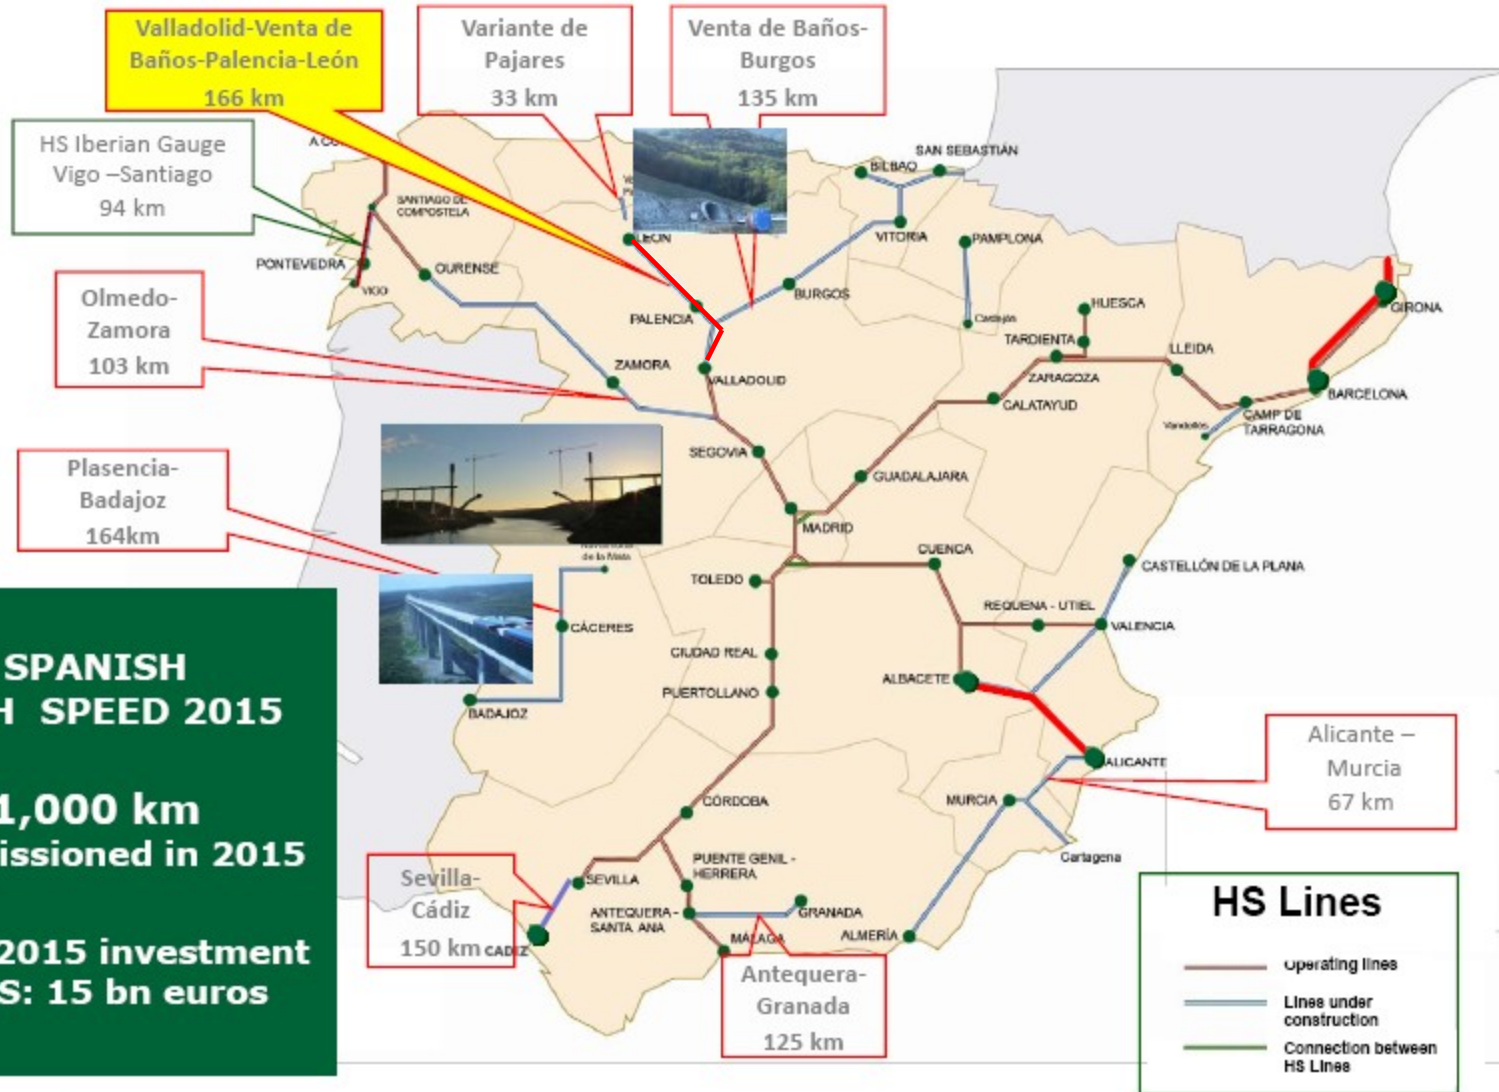 Valladolid-Venta de
Baños-Palencia-León
166 km
Variante de
Pajares
33 km
Venta de Baños-
Burgos
135 km
HS Iberian Gauge
Vigo –Santiago
94 km
Olmedo-
Zamora
103 km
Plasencia-
Badajoz
164km
SPANISH
SPEED 2015
1,000 km
in 2015
2015 investment
15 bn euros
Sevilla-
Cádiz
150 km
Antequera-
Granada
125 km
Alicante –
Murcia
67 km
SANTIAGO DE
COMPOSTELA
PONTEVEDRA
VIGO
OURENSE
LEÓN
PALENCIA
ZAMORA
VALLADOLID
BURGOS
BILBAO
SAN SEBASTIÁN
VITORIA
PAMPLONA
Castejón
HUESCA
TARDIENTA
ZARAGOZA
CALATAYUD
LLEIDA
GIRONA
BARCELONA
CAMP DE
TARRAGONA
Vandellós
SEGOVIA
GUADALAJARA
MADRID
TOLEDO
CUENCA
CASTELLÓN DE LA PLANA
REQUENA - UTIEL
VALENCIA
de la Mata
CÁCERES
BADAJOZ
CIUDAD REAL
PUERTOLLANO
ALBACETE
ALICANTE
MURCIA
Cartagena
CÓRDOBA
SEVILLA
CADIZ
PUENTE GENIL -
HERRERA
ANTEQUERA -
SANTA ANA
GRANADA
MÁLAGA
ALMERÍA
HS Lines
Operating lines
Lines under
construction
Connection between
HS Lines